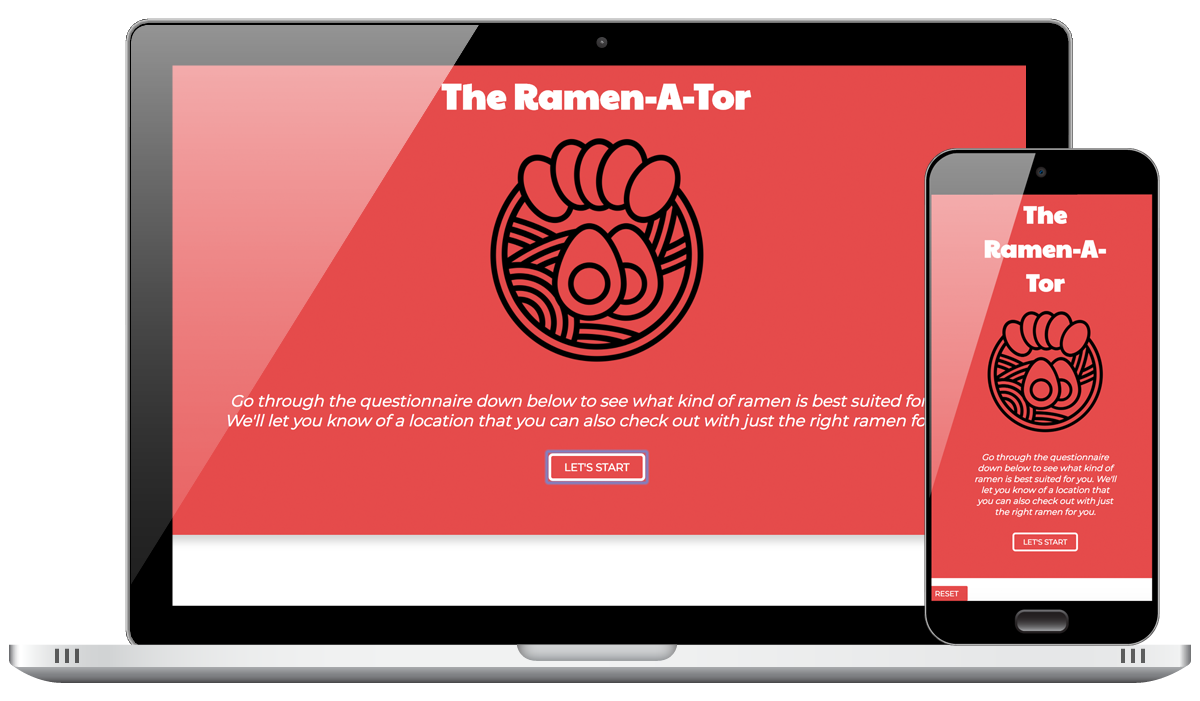 The Ramen-A-Tor
Go through the questionnaire down below to see what kind of ramen is best suited for
We'll let you know of a location that you can also check out with just the right ramen fo
LET'S START
The
Ramen-A-
Tor
Go through the questionnaire
down below to see what kind of
ramen is best suited for you. We'll
let you know of a location that
you can also check out with just
the right ramen for you.
LET'S START
RESET